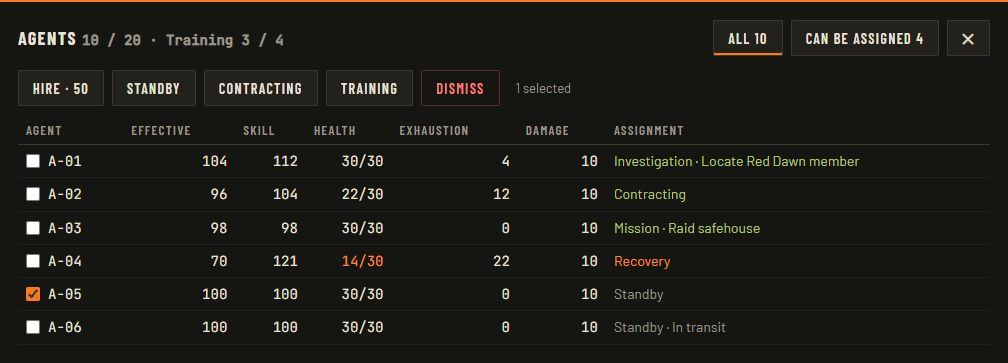 AGENTS 10 / 20 · Training 3 / 4 ALL 10 CAN BE ASSIGNED 4 ✕
HIRE · 50 STANDBY CONTRACTING TRAINING DISMISS 1 selected
AGENT EFFECTIVE SKILL HEALTH EXHAUSTION DAMAGE ASSIGNMENT
A-01 104 112 30/30 4 10 Investigation · Locate Red Dawn member
A-02 96 104 22/30 12 10 Contracting
A-03 98 98 30/30 0 10 Mission · Raid safehouse
A-04 70 121 14/30 22 10 Recovery
A-05 100 100 30/30 0 10 Standby
A-06 100 100 30/30 0 10 Standby · In transit